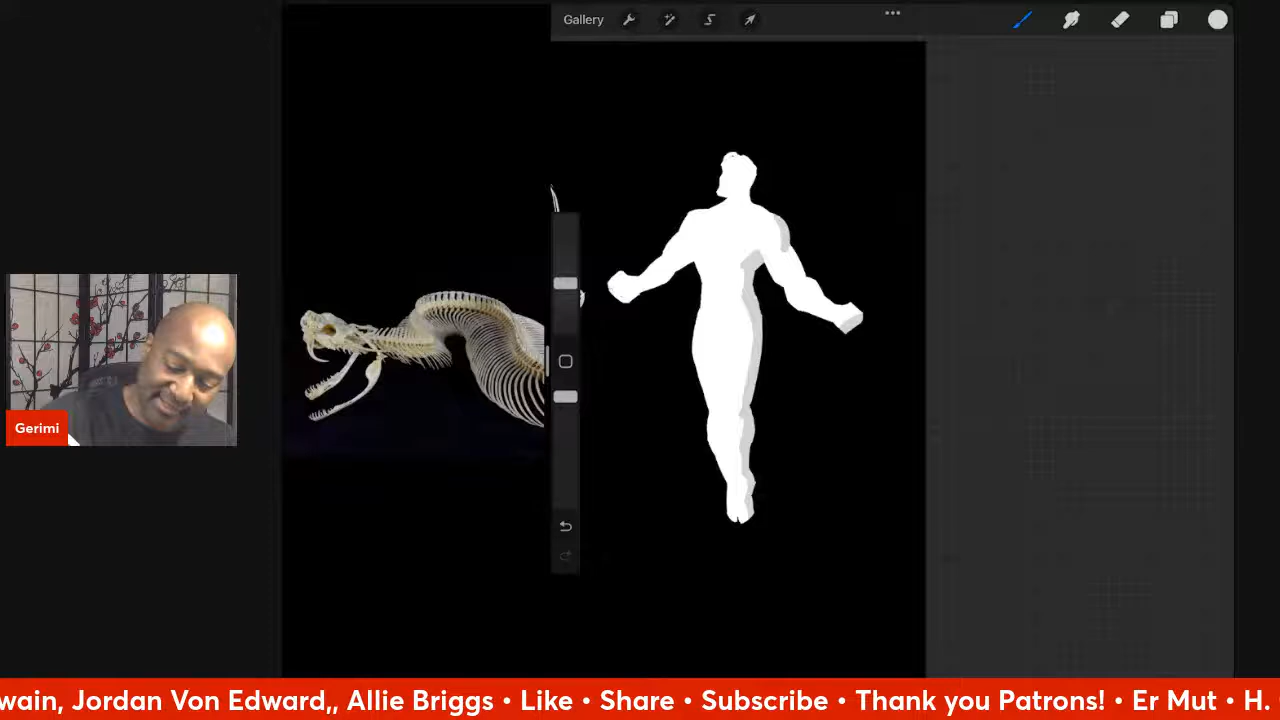 Gallery
Gerimi
wain, Jordan Von Edward,, Allie Briggs • Like • Share • Subscribe • Thank you Patrons! • Er Mut • H.